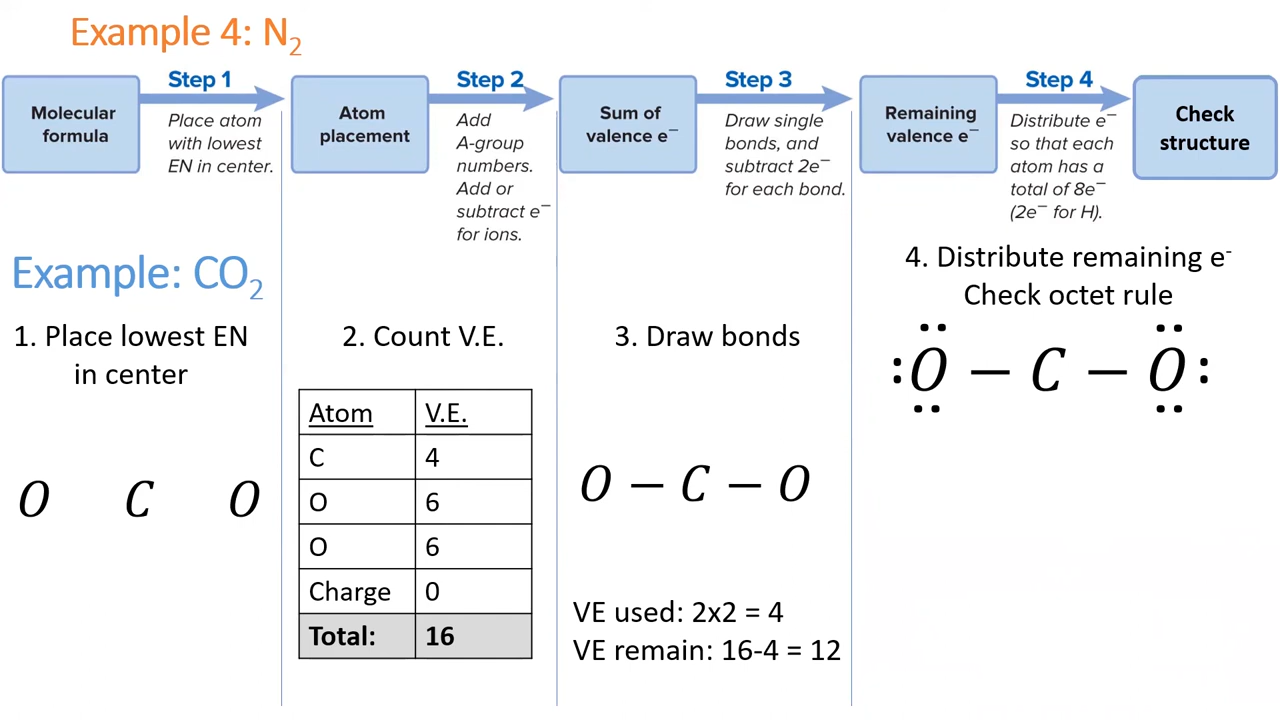 Example 4: N₂
Molecular
formula
Step 1
Place atom
with lowest
EN in center.
Atom
placement
Step 2
Add
A-group
numbers.
Add or
subtract e⁻
for ions.
Sum of
valence e⁻
Step 3
Draw single
bonds, and
subtract 2e⁻
for each bond.
Remaining
valence e⁻
Step 4
Distribute e⁻
so that each
atom has a
total of 8e⁻
(2e⁻ for H).
Check
structure
Example: CO₂
1. Place lowest EN
in center
O C O
2. Count V.E.
Atom V.E.
C 4
O 6
O 6
Charge 0
Total: 16
3. Draw bonds
O – C – O
VE used: 2x2 = 4
VE remain: 16-4 = 12
4. Distribute remaining e⁻
Check octet rule
:O – C – O: